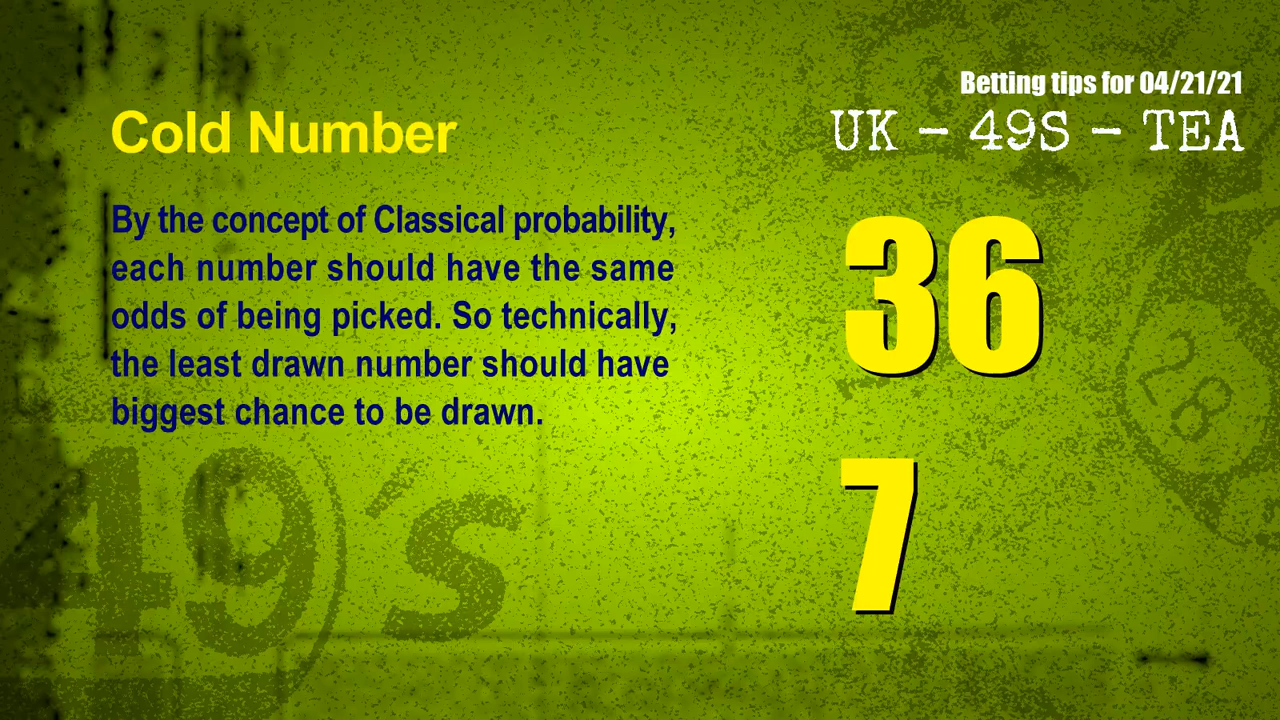 Betting tips for 04/21/21
UK - 49S - TEA
Cold Number
By the concept of Classical probability,
each number should have the same
odds of being picked. So technically,
the least drawn number should have
biggest chance to be drawn.
36
7
28
49's